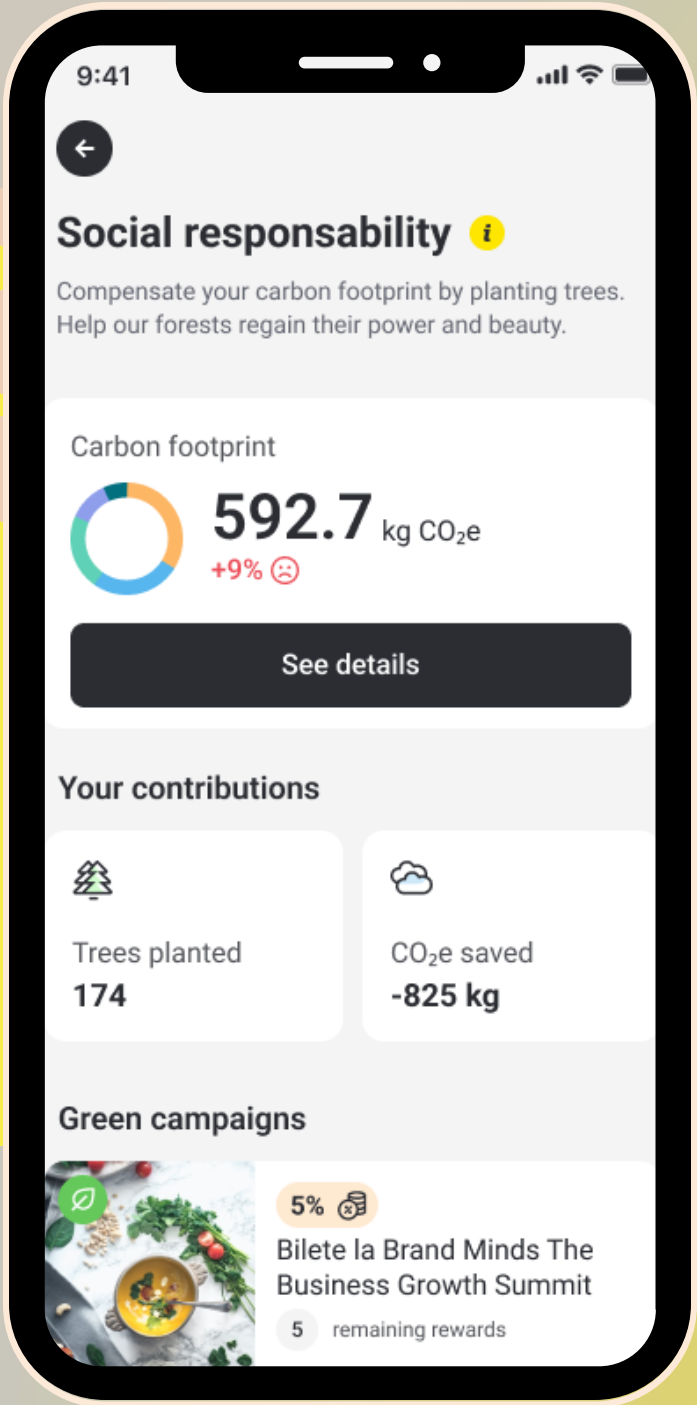 9:41
Social responsability i
Compensate your carbon footprint by planting trees.
Help our forests regain their power and beauty.
Carbon footprint
592.7 kg CO₂e
+9%
See details
Your contributions
Trees planted
174
CO₂e saved
-825 kg
Green campaigns
5%
Bilete la Brand Minds The
Business Growth Summit
5 remaining rewards